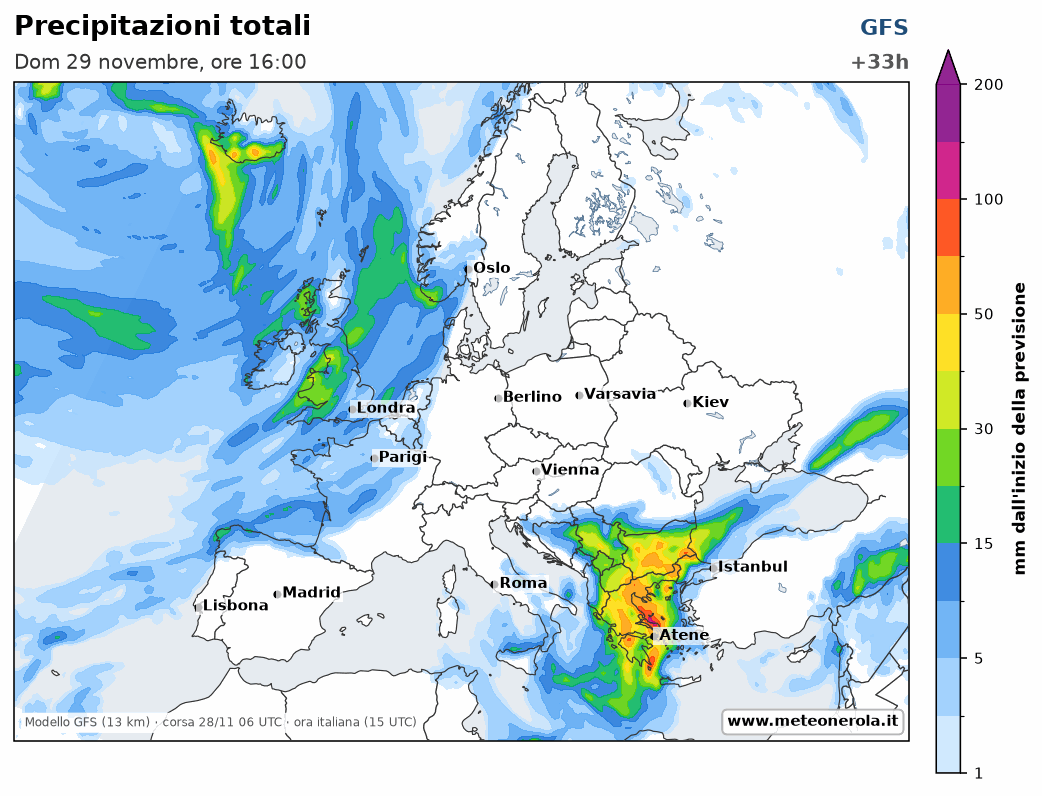 Precipitazioni totali
GFS
Dom 29 novembre, ore 16:00
+33h
200
100
50
30
15
5
1
mm dall'inizio della previsione
Oslo
Berlino
Varsavia
Kiev
Londra
Parigi
Vienna
Istanbul
Roma
Madrid
Lisbona
Atene
Modello GFS (13 km) · corsa 28/11 06 UTC · ora italiana (15 UTC)
www.meteonerola.it